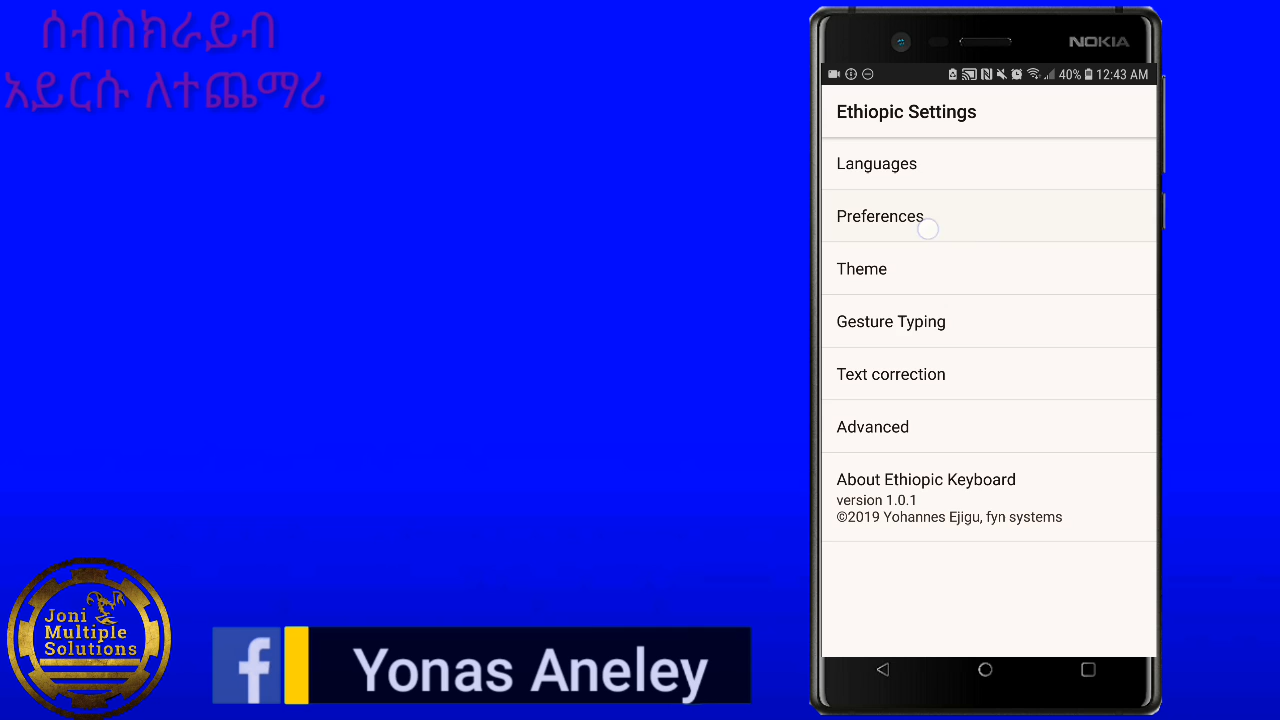 ሰብስክራይብ
አይርሱ ለተጨማሪ
NOKIA
40% 12:43 AM
Ethiopic Settings
Languages
Preferences
Theme
Gesture Typing
Text correction
Advanced
About Ethiopic Keyboard
version 1.0.1
©2019 Yohannes Ejigu, fyn systems
Joni
Multiple
Solutions
f Yonas Aneley